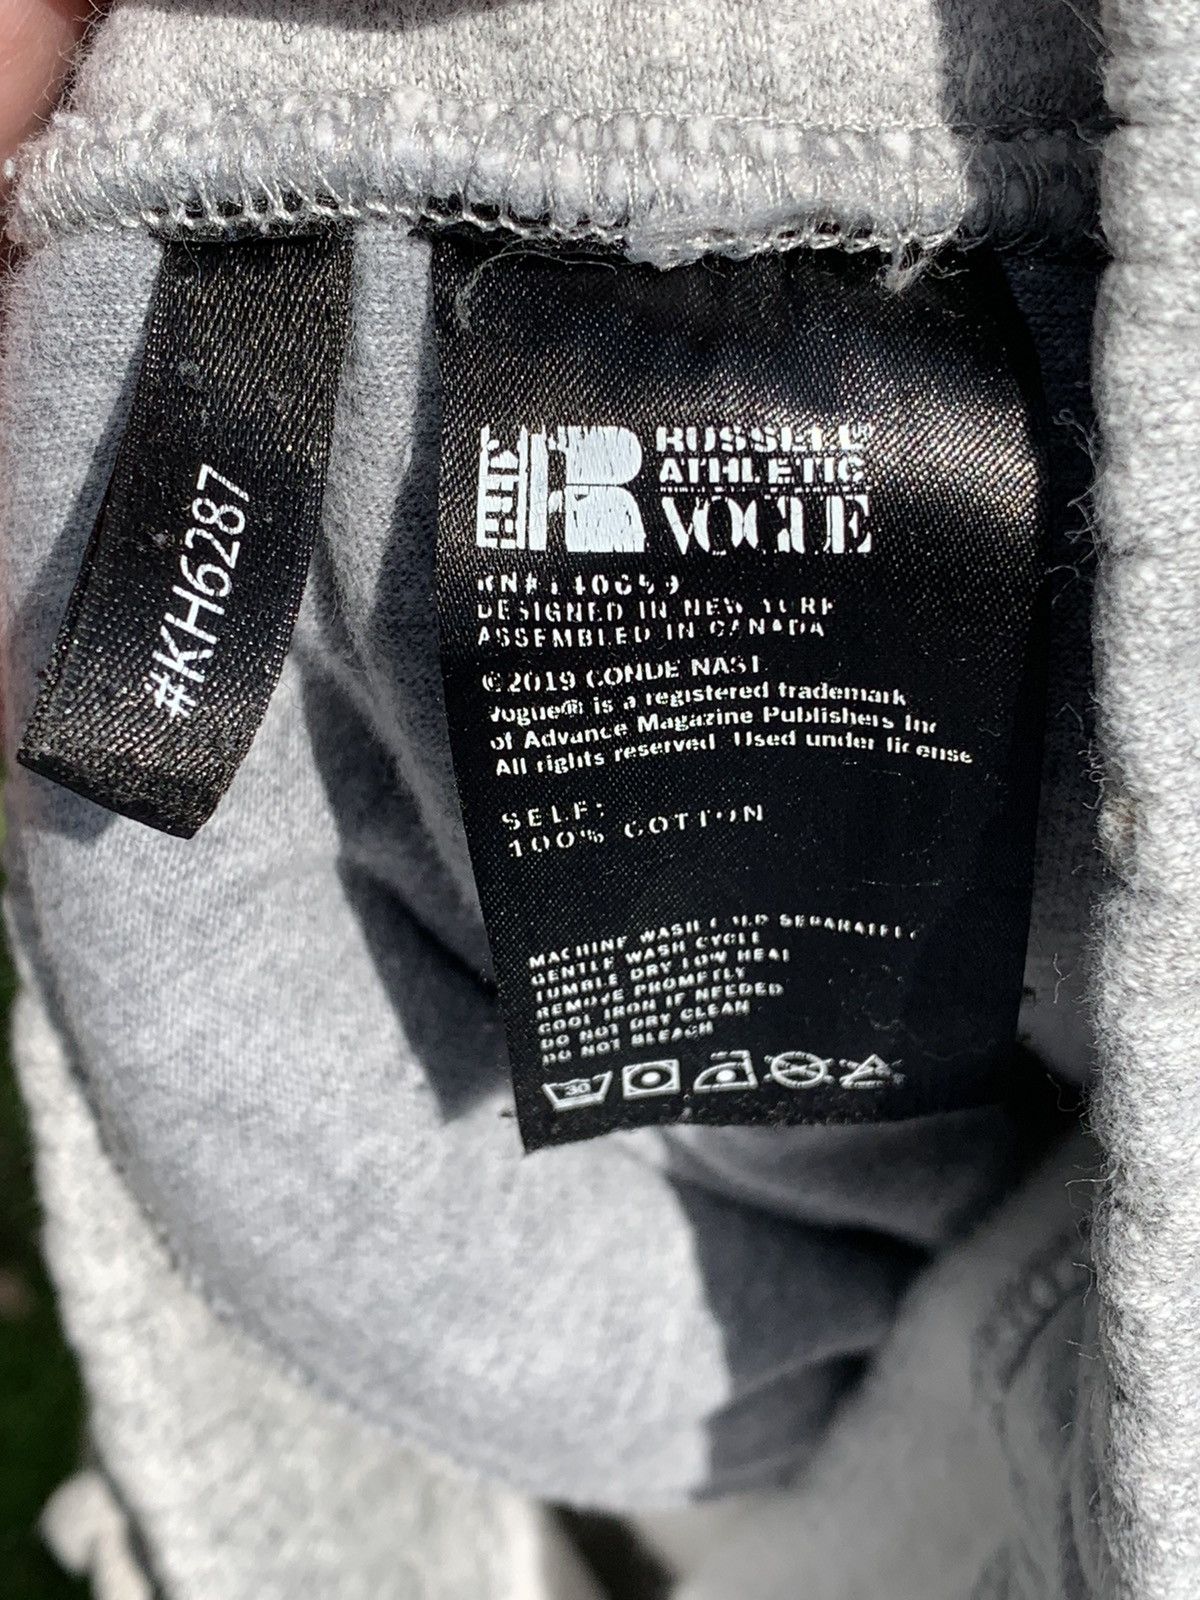 #KH6287
KITH
R
RUSSELL
ATHLETIC
VOGUE
RN#140659
DESIGNED IN NEW YORK
ASSEMBLED IN CANADA
© 2019 CONDE NAST
Vogue® is a registered trademark
of Advance Magazine Publishers Inc
All rights reserved Used under license
SELF:
100% COTTON
MACHINE WASH COLD SEPARATELY
GENTLE WASH CYCLE
TUMBLE DRY LOW HEAT
REMOVE PROMPTLY
COOL IRON IF NEEDED
DO NOT DRY CLEAN
DO NOT BLEACH
30